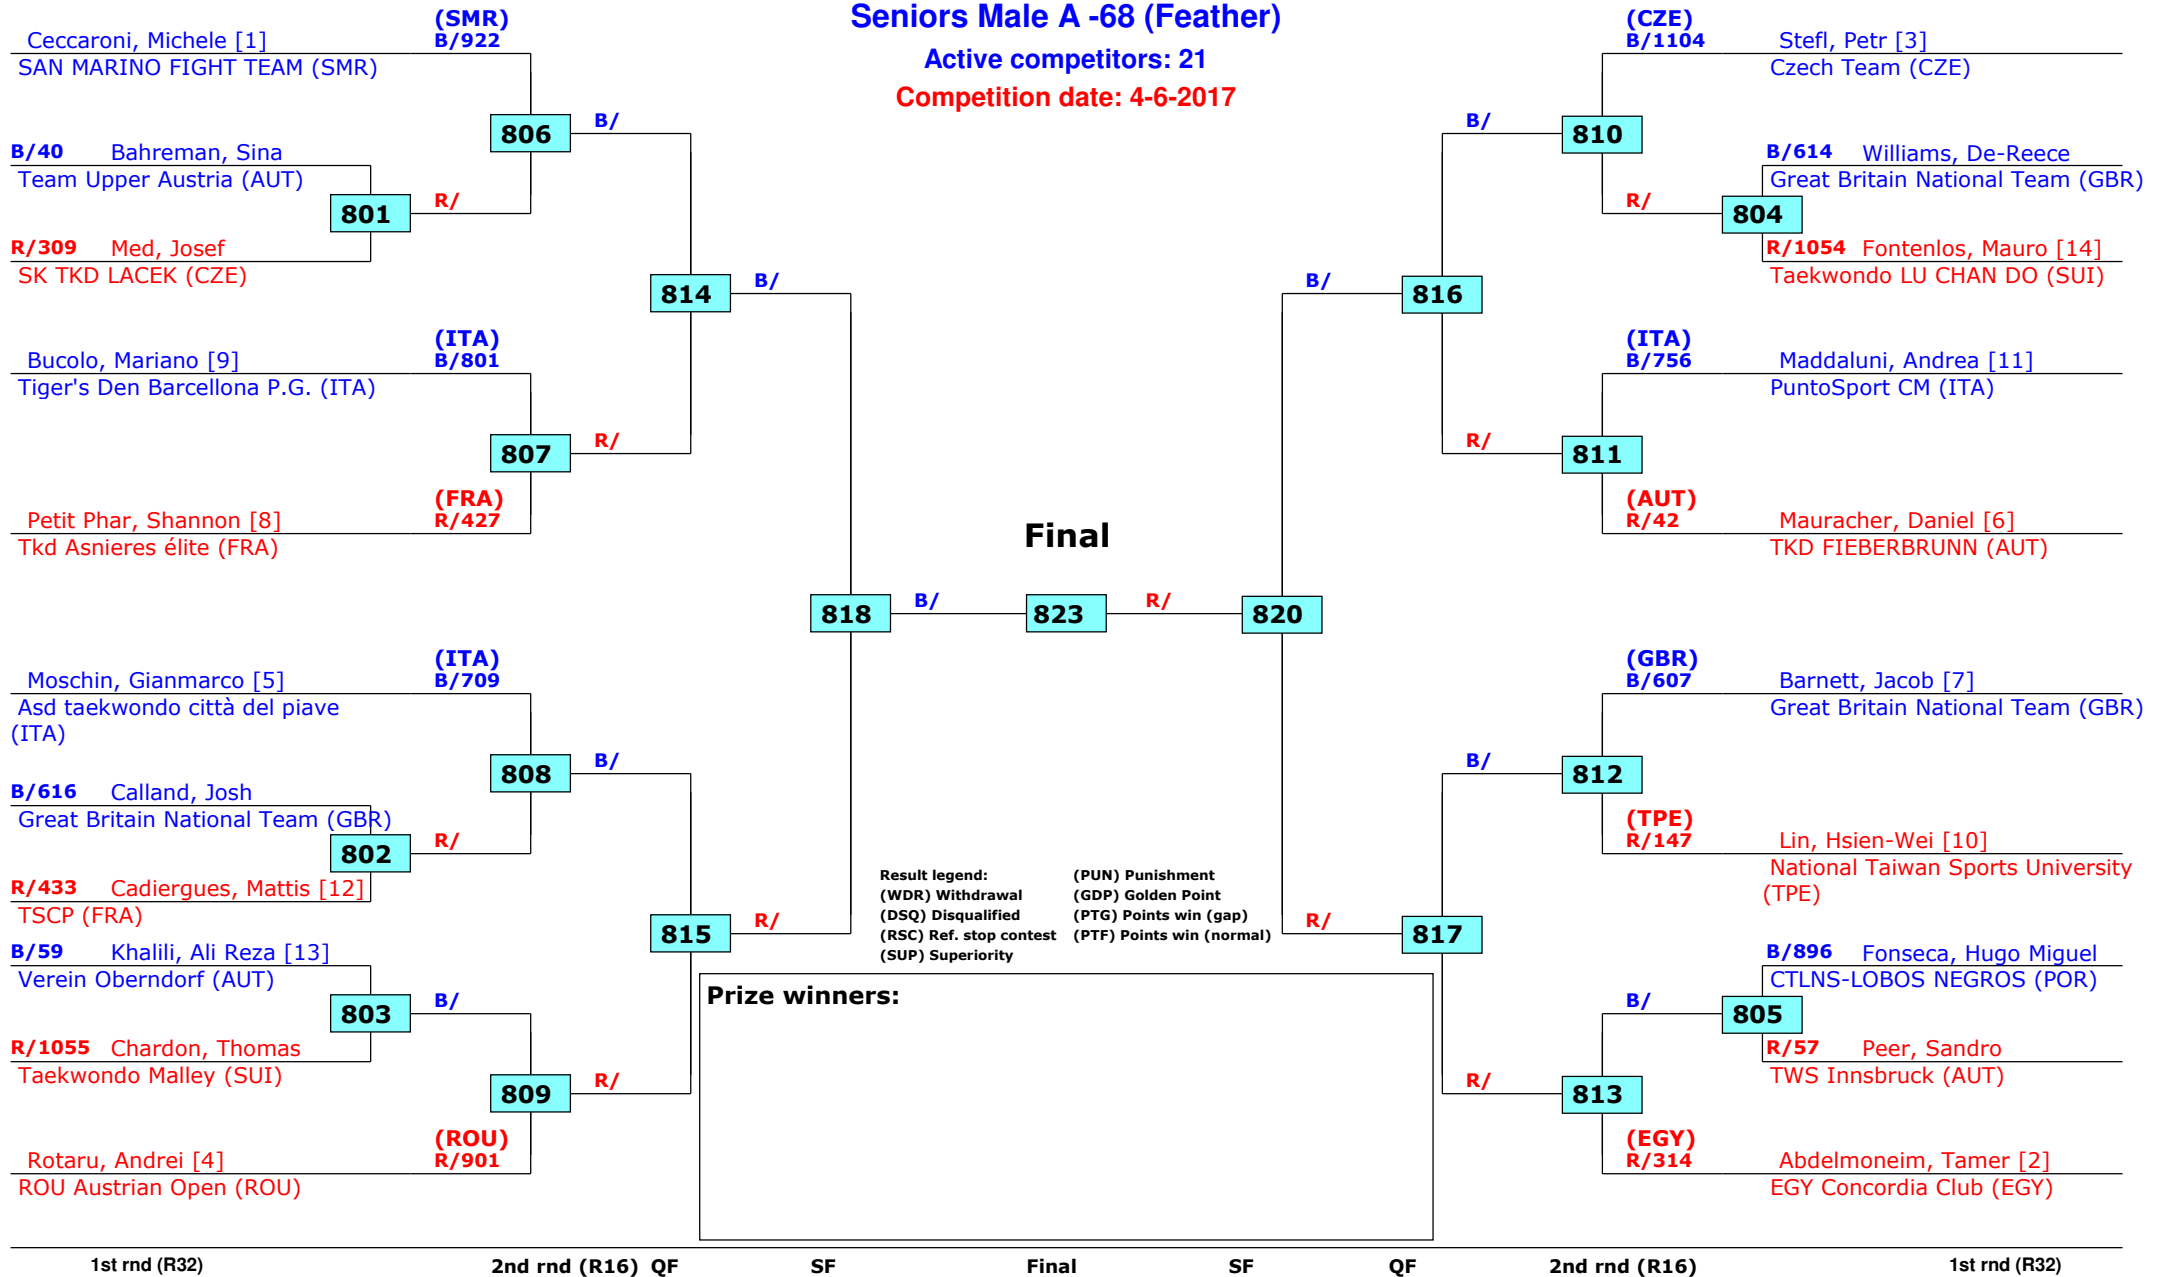 Seniors Male A -68 (Feather)
Active competitors: 21
Competition date: 4-6-2017
(SMR)
Ceccaroni, Michele [1] B/922
SAN MARINO FIGHT TEAM (SMR)
806 B/
B/40 Bahreman, Sina
Team Upper Austria (AUT)
801 R/
R/309 Med, Josef
SK TKD LACEK (CZE)
814 B/
(ITA)
Bucolo, Mariano [9] B/801
Tiger's Den Barcellona P.G. (ITA)
807 R/
(FRA)
Petit Phar, Shannon [8] R/427
Tkd Asnieres élite (FRA)
818 B/
(ITA)
Moschin, Gianmarco [5] B/709
Asd taekwondo città del piave
(ITA)
808 B/
B/616 Calland, Josh
Great Britain National Team (GBR)
802 R/
R/433 Cadiergues, Mattis [12]
TSCP (FRA)
815 R/
B/59 Khalili, Ali Reza [13]
Verein Oberndorf (AUT)
803 B/
R/1055 Chardon, Thomas
Taekwondo Malley (SUI)
809 R/
(ROU)
Rotaru, Andrei [4] R/901
ROU Austrian Open (ROU)
Final
823
(CZE)
B/1104 Stefl, Petr [3]
Czech Team (CZE)
B/ 810
B/614 Williams, De-Reece
Great Britain National Team (GBR)
R/ 804
R/1054 Fontenlos, Mauro [14]
Taekwondo LU CHAN DO (SUI)
B/ 816
(ITA)
B/756 Maddaluni, Andrea [11]
PuntoSport CM (ITA)
R/ 811
(AUT)
R/42 Mauracher, Daniel [6]
TKD FIEBERBRUNN (AUT)
R/ 820
(GBR)
B/607 Barnett, Jacob [7]
Great Britain National Team (GBR)
B/ 812
(TPE)
R/147 Lin, Hsien-Wei [10]
National Taiwan Sports University
(TPE)
R/ 817
B/896 Fonseca, Hugo Miguel
CTLNS-LOBOS NEGROS (POR)
B/ 805
R/57 Peer, Sandro
TWS Innsbruck (AUT)
R/ 813
(EGY)
R/314 Abdelmoneim, Tamer [2]
EGY Concordia Club (EGY)
Result legend: (PUN) Punishment
(WDR) Withdrawal (GDP) Golden Point
(DSQ) Disqualified (PTG) Points win (gap)
(RSC) Ref. stop contest (PTF) Points win (normal)
(SUP) Superiority
Prize winners:
1st rnd (R32) 2nd rnd (R16) QF SF Final SF QF 2nd rnd (R16) 1st rnd (R32)